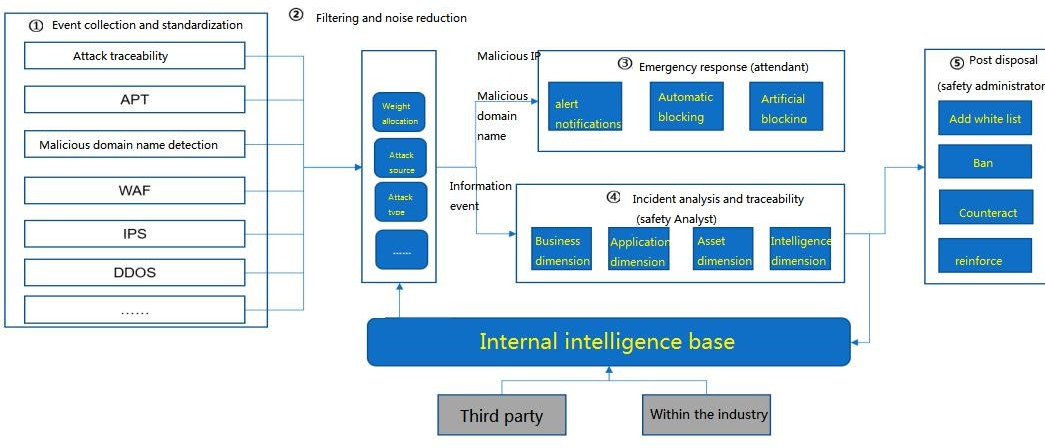 ① Event collection and standardization
Attack traceability
APT
Malicious domain name detection
WAF
IPS
DDOS
......
② Filtering and noise reduction
Weight
allocation
Attack
source
Attack
type
......
Malicious IP
Malicious
domain
name
Information
event
③ Emergency response (attendant)
alert
notifications
Automatic
blocking
Artificial
blocking
④ Incident analysis and traceability
(safety Analyst)
Business
dimension
Application
dimension
Asset
dimension
Intelligence
dimension
⑤ Post disposal
(safety administrator
Add white list
Ban
Counteract
reinforce
Internal intelligence base
Third party
Within the industry